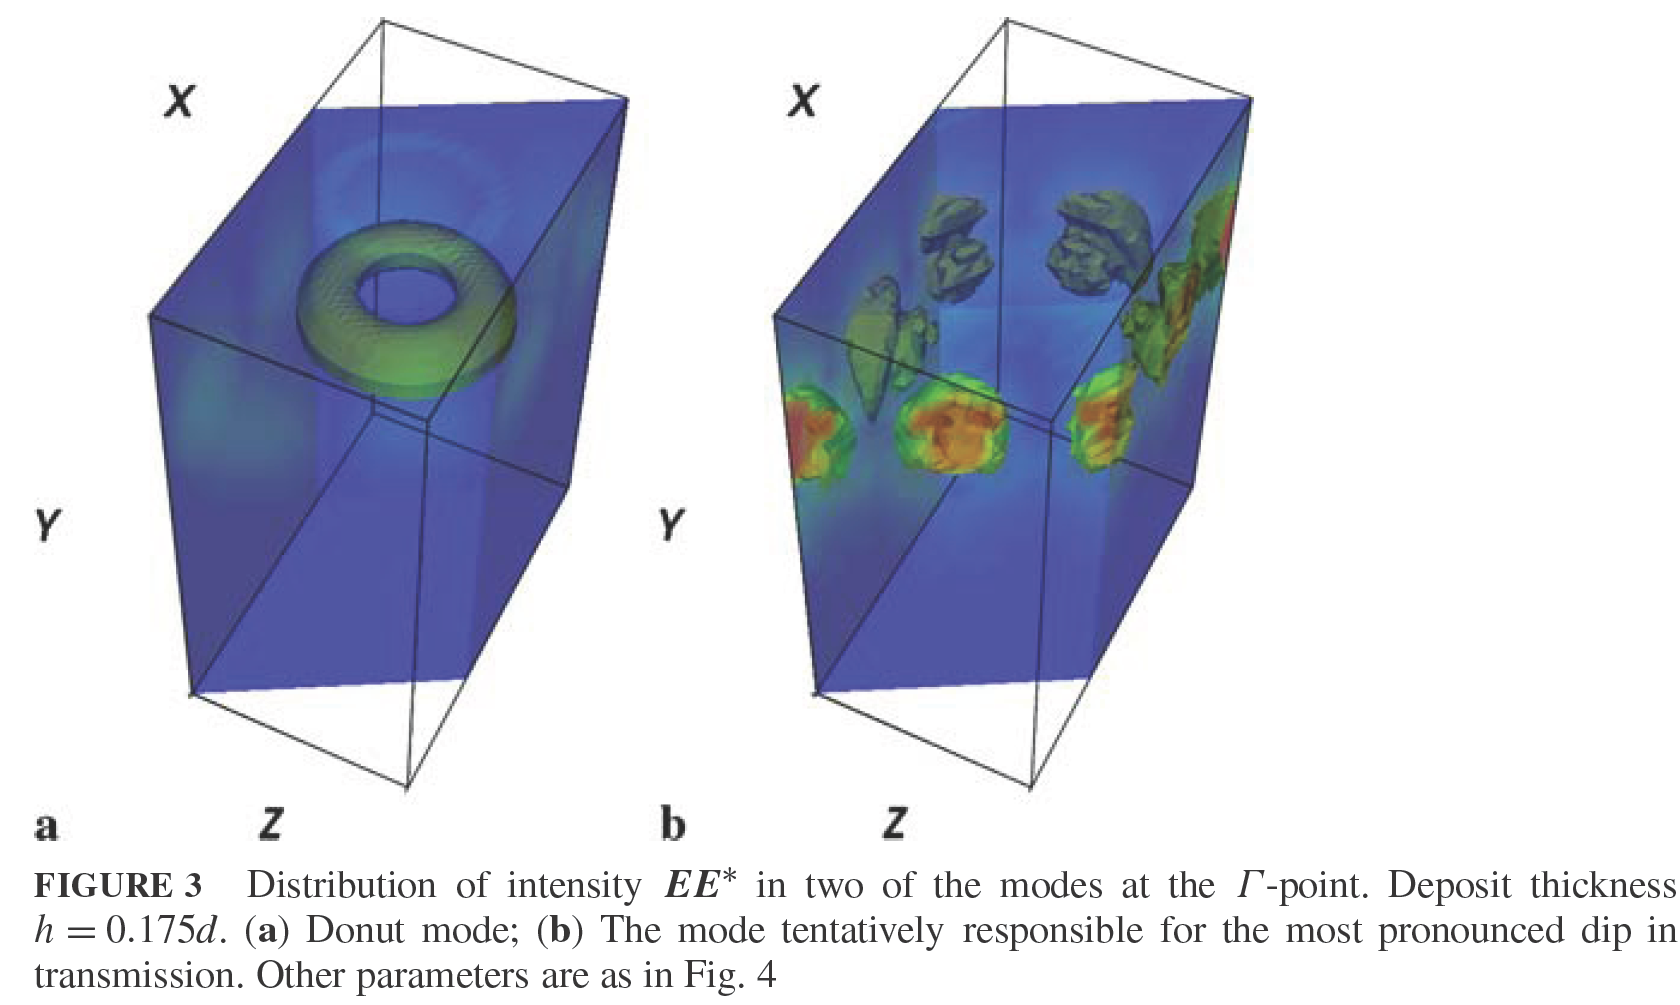 X
X
Y
Y
a
Z
b
Z
FIGURE 3 Distribution of intensity EE* in two of the modes at the Γ-point. Deposit thickness
h = 0.175d. (a) Donut mode; (b) The mode tentatively responsible for the most pronounced dip in
transmission. Other parameters are as in Fig. 4